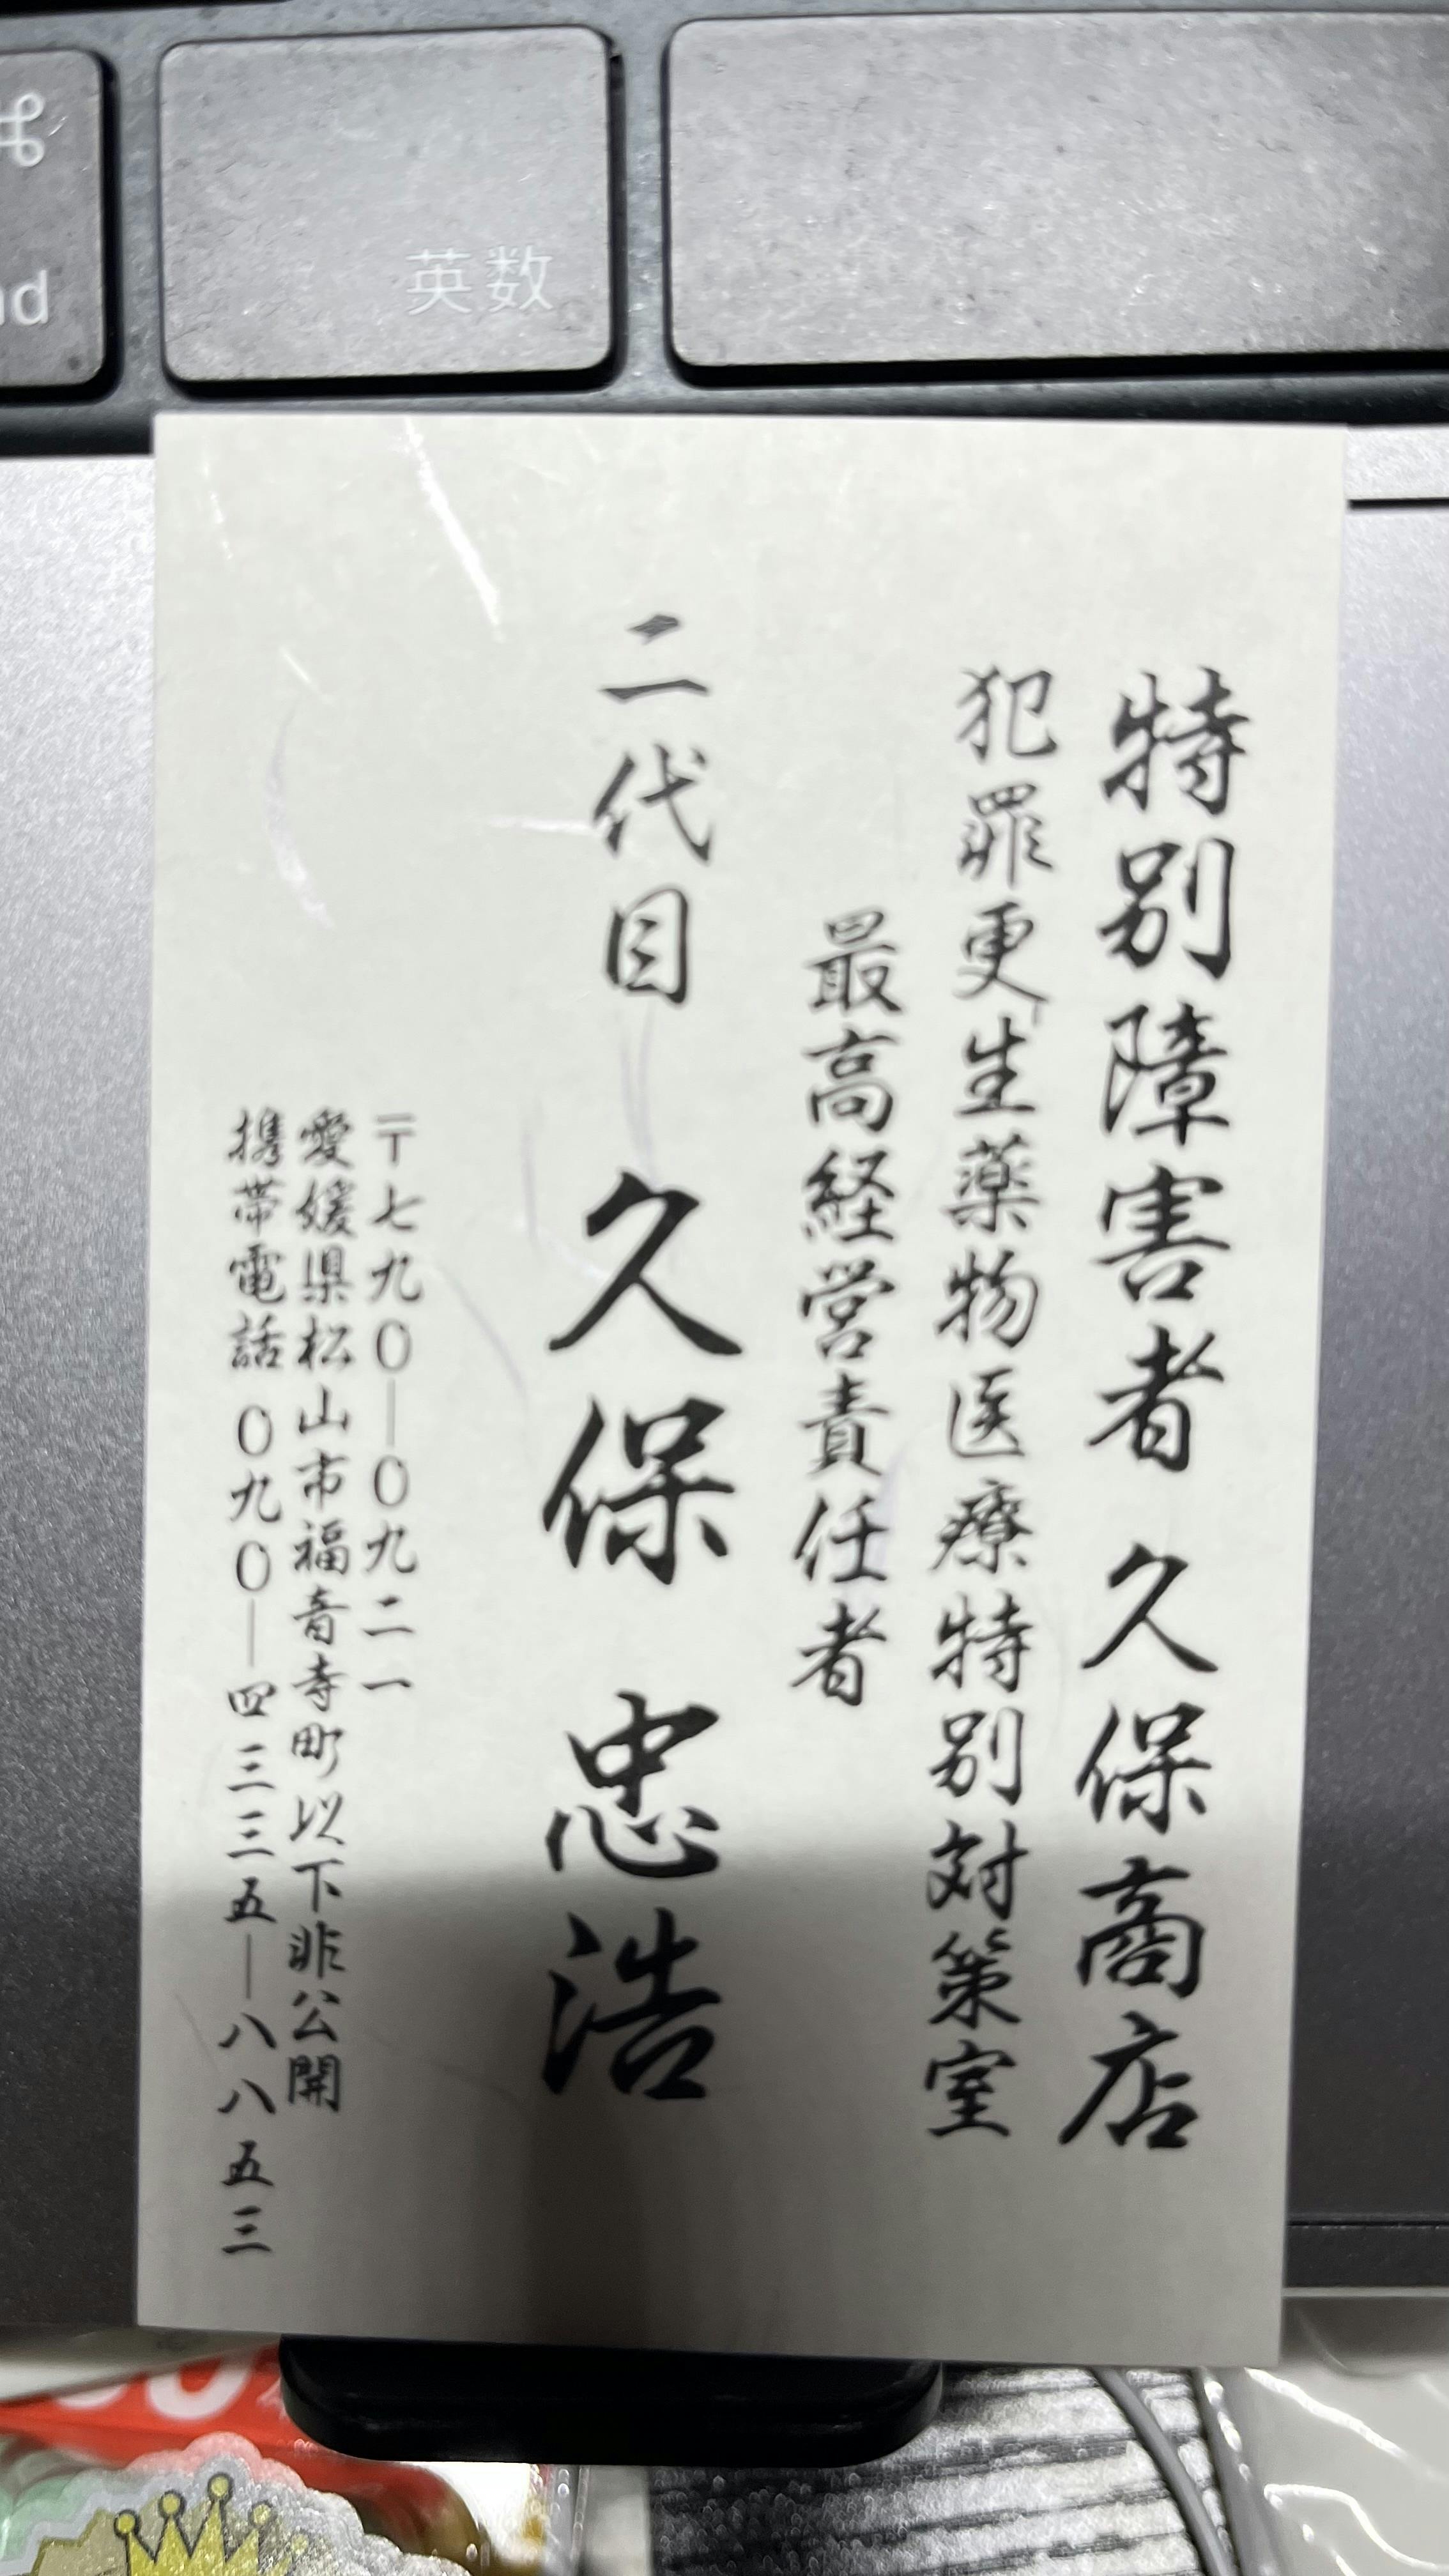 ⌘
英数
特別障害者 久保商店
犯罪更生薬物医療特別対策室
最高経営責任者
二代目 久保 忠浩
〒七九〇―〇九二一
愛媛県松山市福音寺町以下非公開
携帯電話 〇九〇―四三三五―八八五三